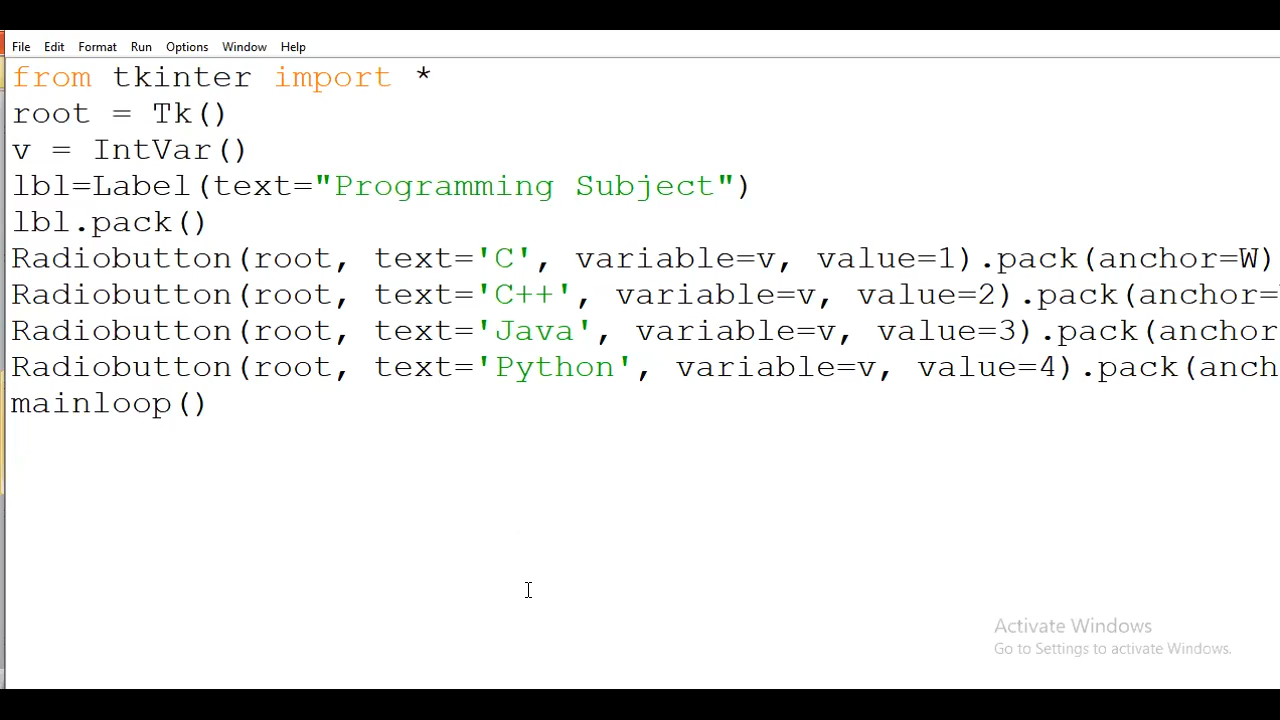 File Edit Format Run Options Window Help
from tkinter import *
root = Tk()
v = IntVar()
lbl=Label(text="Programming Subject")
lbl.pack()
Radiobutton(root, text='C', variable=v, value=1).pack(anchor=W)
Radiobutton(root, text='C++', variable=v, value=2).pack(anchor=
Radiobutton(root, text='Java', variable=v, value=3).pack(anchor
Radiobutton(root, text='Python', variable=v, value=4).pack(anch
mainloop()
Activate Windows
Go to Settings to activate Windows.